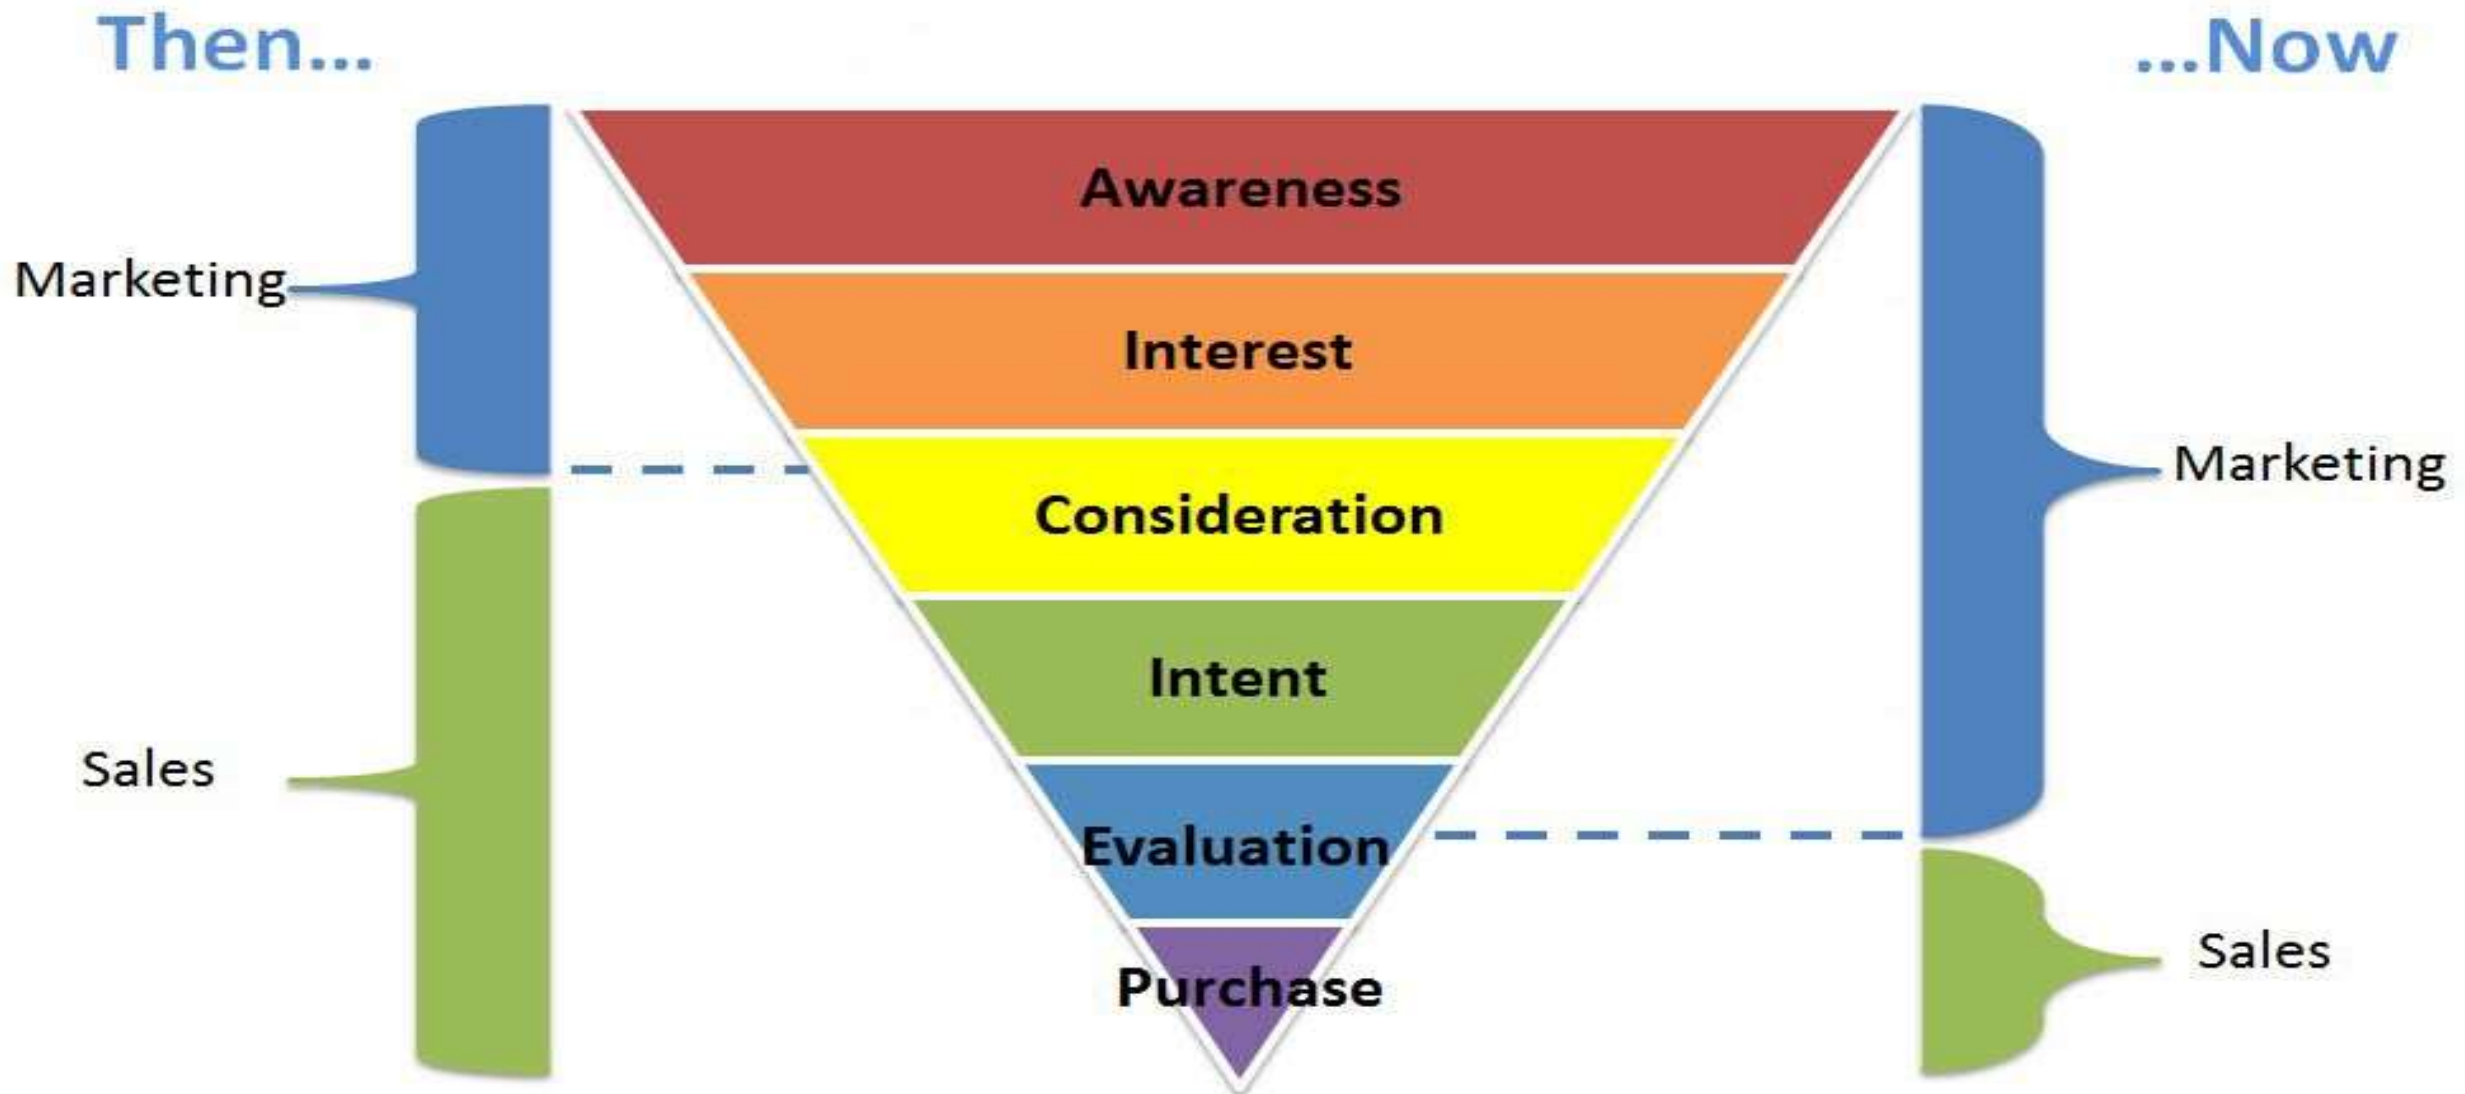 Then...
...Now
Awareness
Marketing
Interest
Marketing
Consideration
Intent
Sales
Evaluation
Sales
Purchase